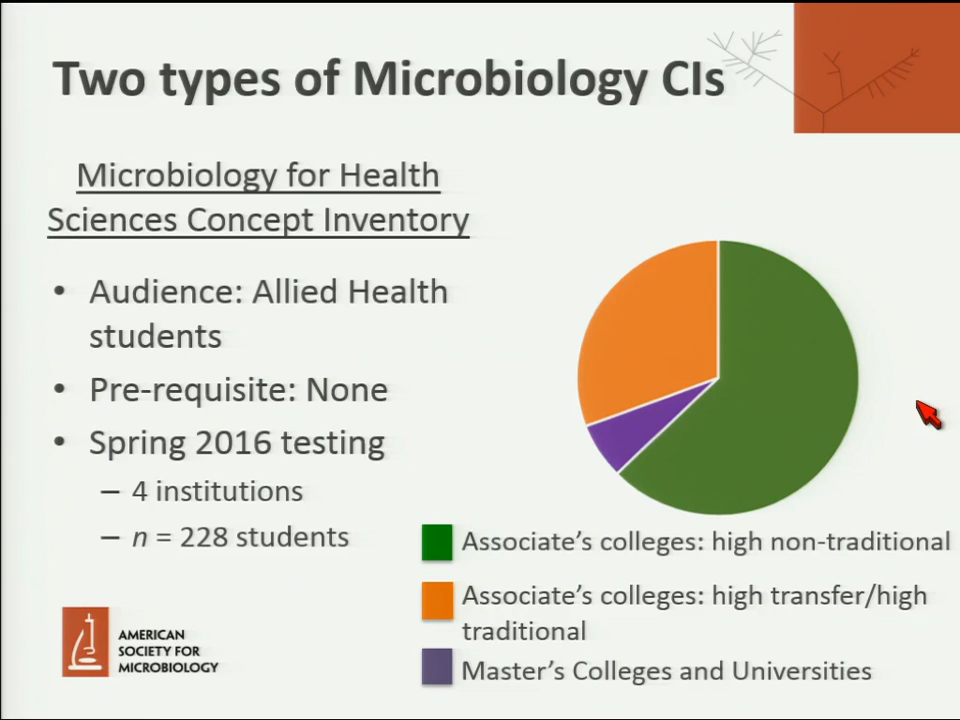 Two types of Microbiology CIs
Microbiology for Health
Sciences Concept Inventory
• Audience: Allied Health
students
• Pre-requisite: None
• Spring 2016 testing
– 4 institutions
– n = 228 students
Associate's colleges: high non-traditional
Associate's colleges: high transfer/high
traditional
Master's Colleges and Universities
AMERICAN
SOCIETY FOR
MICROBIOLOGY